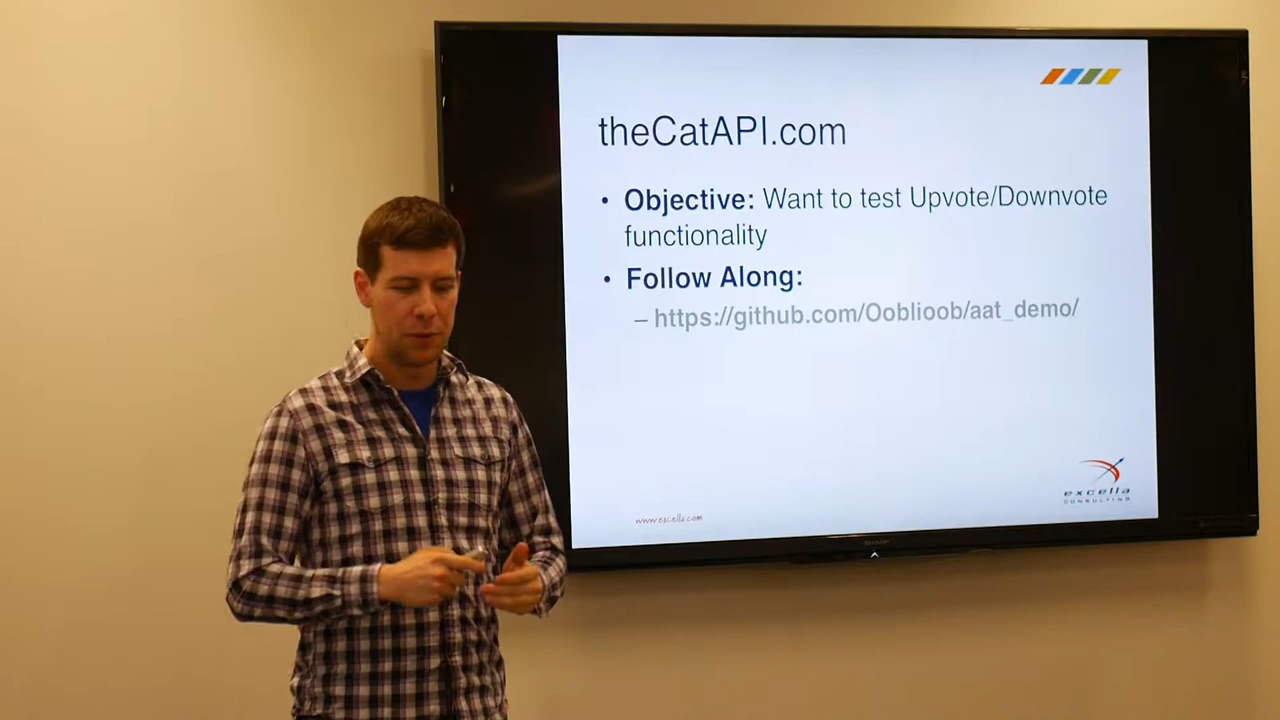 theCatAPI.com
• Objective: Want to test Upvote/Downvote
functionality
• Follow Along:
– https://github.com/Ooblioob/aat_demo/
excella
CONSULTING
www.excella.com
SHARP